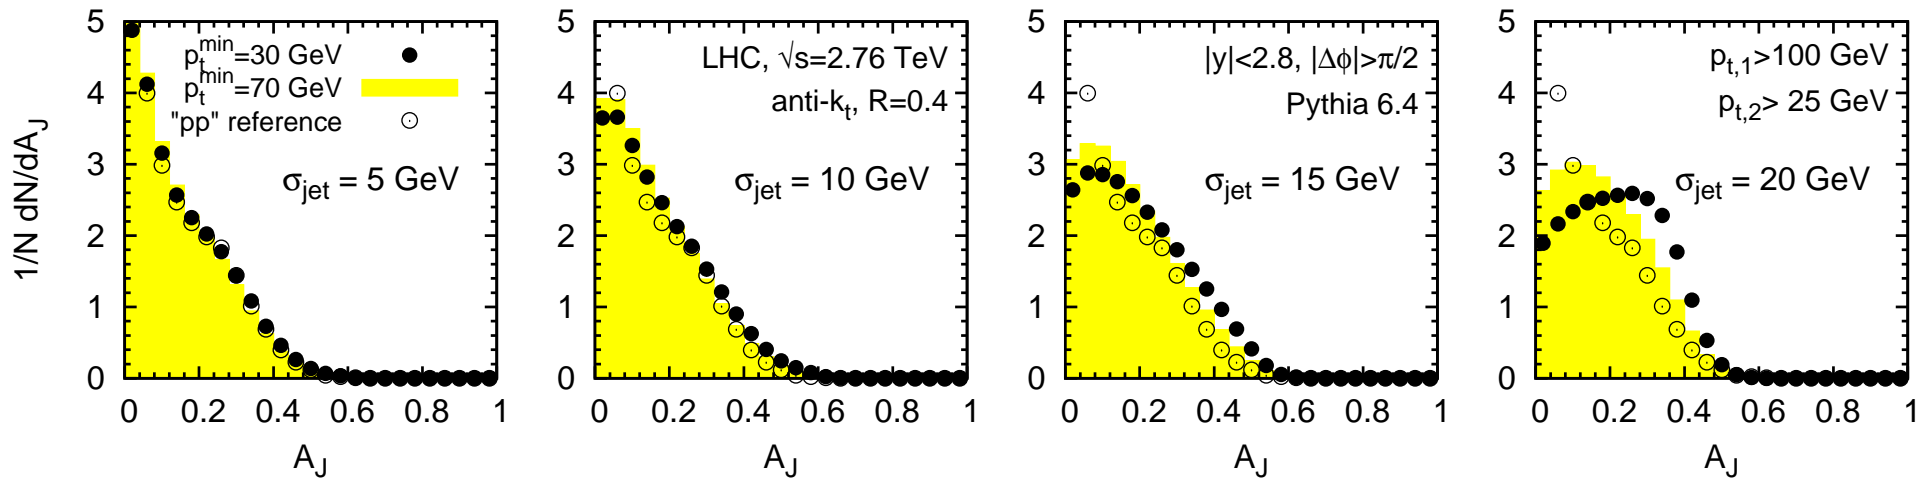 1/N dN/dA_J
5
4
3
2
1
0
p_t^min=30 GeV
p_t^min=70 GeV
"pp" reference
σ_jet = 5 GeV
0 0.2 0.4 0.6 0.8 1
A_J
5
4
3
2
1
0
LHC, √s=2.76 TeV
anti-k_t, R=0.4
σ_jet = 10 GeV
0 0.2 0.4 0.6 0.8 1
A_J
5
4
3
2
1
0
|y|<2.8, |Δϕ|>π/2
Pythia 6.4
σ_jet = 15 GeV
0 0.2 0.4 0.6 0.8 1
A_J
5
4
3
2
1
0
p_t,1>100 GeV
p_t,2> 25 GeV
σ_jet = 20 GeV
0 0.2 0.4 0.6 0.8 1
A_J